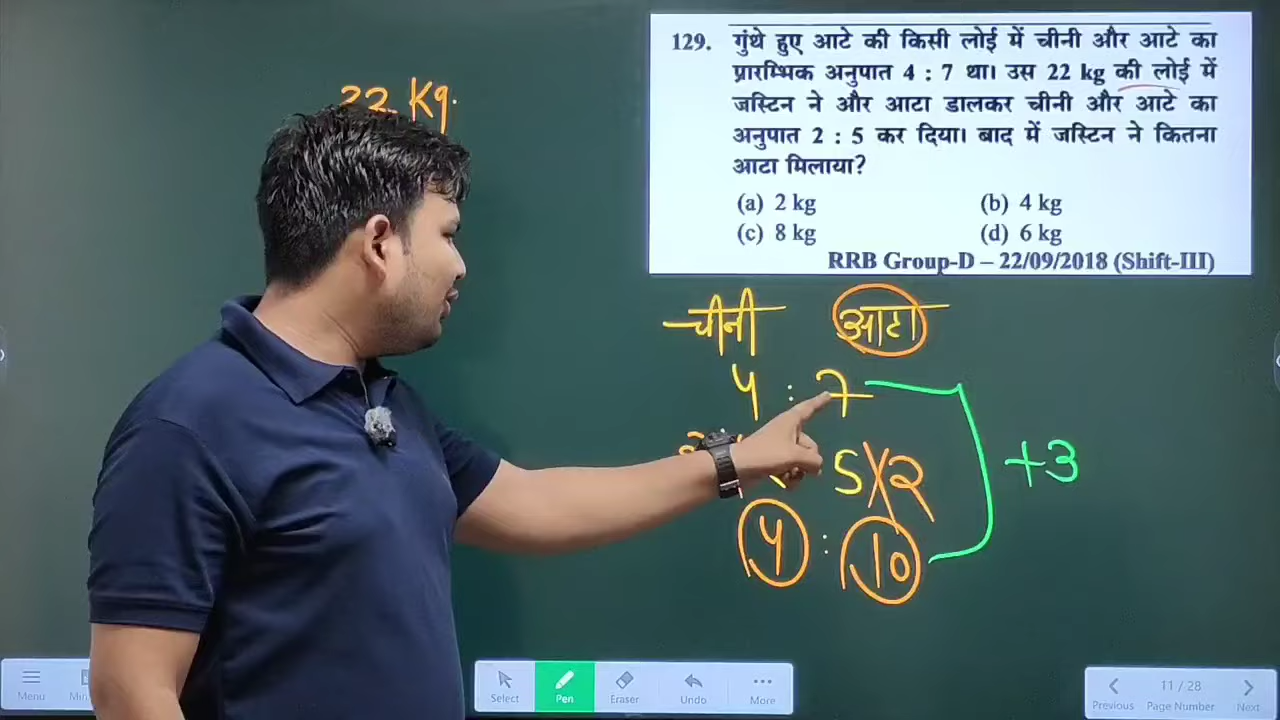 129. गुंथे हुए आटे की किसी लोई में चीनी और आटे का
प्रारम्भिक अनुपात 4 : 7 था। उस 22 kg की लोई में
जस्टिन ने और आटा डालकर चीनी और आटे का
अनुपात 2 : 5 कर दिया। बाद में जस्टिन ने कितना
आटा मिलाया?
(a) 2 kg (b) 4 kg
(c) 8 kg (d) 6 kg
RRB Group-D – 22/09/2018 (Shift-III)
22 Kg.
चीनी आटा
4 : 7
5X2
4 : 10
+3
Menu
Select Pen Eraser Undo More
11 / 28
Previous Page Number Next